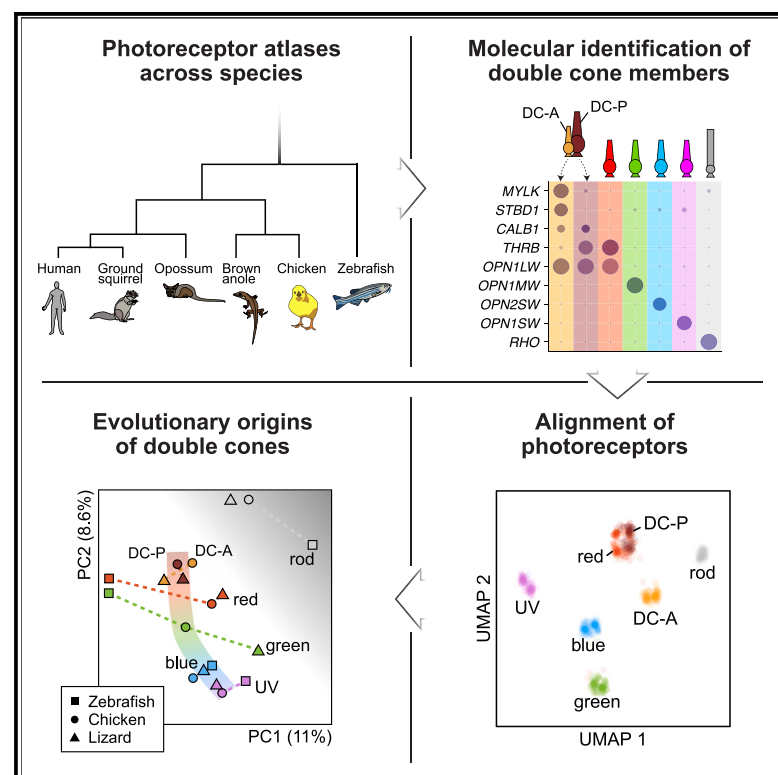 Photoreceptor atlases
across species
Human
Ground
squirrel
Opossum
Brown
anole
Chicken
Zebrafish
Molecular identification of
double cone members
DC-A
DC-P
MYLK
STBD1
CALB1
THRB
OPN1LW
OPN1MW
OPN2SW
OPN1SW
RHO
Evolutionary origins
of double cones
PC2 (8.6%)
DC-P
DC-A
rod
red
green
blue
UV
Zebrafish
Chicken
Lizard
PC1 (11%)
Alignment of
photoreceptors
UMAP 2
DC-P
red
rod
UV
DC-A
blue
green
UMAP 1